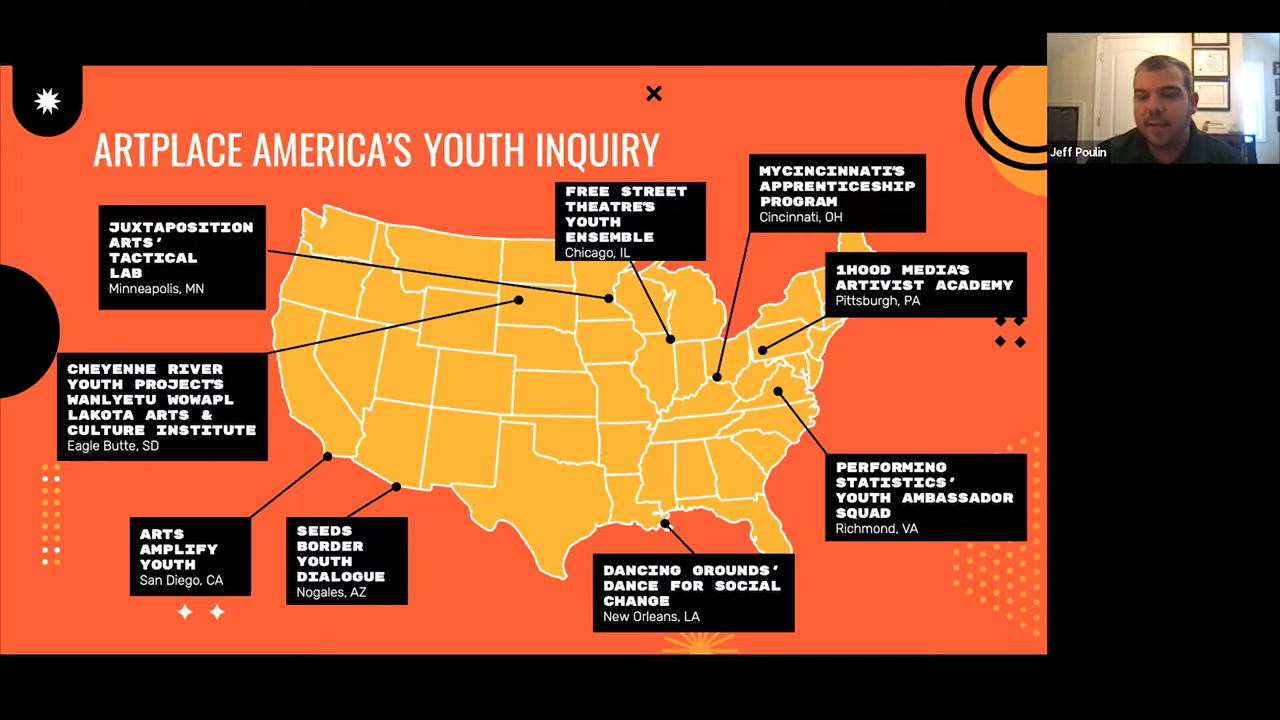 ARTPLACE AMERICA'S YOUTH INQUIRY
JUXTAPOSITION
ARTS'
TACTICAL
LAB
Minneapolis, MN
CHEYENNE RIVER
YOUTH PROJECT'S
WANLYETU WOWAPL
LAKOTA ARTS &
CULTURE INSTITUTE
Eagle Butte, SD
ARTS
AMPLIFY
YOUTH
San Diego, CA
SEEDS
BORDER
YOUTH
DIALOGUE
Nogales, AZ
FREE STREET
THEATRE'S
YOUTH
ENSEMBLE
Chicago, IL
MYCINCINNATI'S
APPRENTICESHIP
PROGRAM
Cincinnati, OH
1HOOD MEDIA'S
ARTIVIST ACADEMY
Pittsburgh, PA
PERFORMING
STATISTICS'
YOUTH AMBASSADOR
SQUAD
Richmond, VA
DANCING GROUNDS'
DANCE FOR SOCIAL
CHANGE
New Orleans, LA
Jeff Poulin